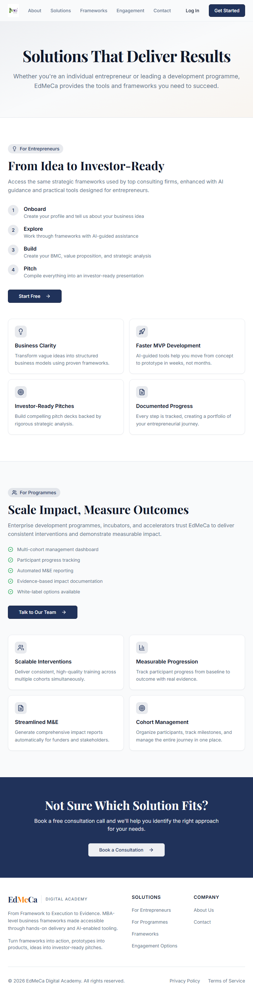 EdMeCa
About
Solutions
Frameworks
Engagement
Contact
Log In
Get Started
Solutions That Deliver Results
Whether you're an individual entrepreneur or leading a development programme,
EdMeCa provides the tools and frameworks you need to succeed.
For Entrepreneurs
From Idea to Investor-Ready
Access the same strategic frameworks used by top consulting firms, enhanced with AI
guidance and practical tools designed for entrepreneurs.
1
Onboard
Create your profile and tell us about your business idea
2
Explore
Work through frameworks with AI-guided assistance
3
Build
Create your BMC, value proposition, and strategic analysis
4
Pitch
Compile everything into an investor-ready presentation
Start Free
Business Clarity
Transform vague ideas into structured
business models using proven frameworks.
Faster MVP Development
AI-guided tools help you move from concept
to prototype in weeks, not months.
Investor-Ready Pitches
Build compelling pitch decks backed by
rigorous strategic analysis.
Documented Progress
Every step is tracked, creating a portfolio of
your entrepreneurial journey.
For Programmes
Scale Impact, Measure Outcomes
Enterprise development programmes, incubators, and accelerators trust EdMeCa to deliver
consistent interventions and demonstrate measurable impact.
Multi-cohort management dashboard
Participant progress tracking
Automated M&E reporting
Evidence-based impact documentation
White-label options available
Talk to Our Team
Scalable Interventions
Deliver consistent, high-quality training across
multiple cohorts simultaneously.
Measurable Progression
Track participant progress from baseline to
outcome with real evidence.
Streamlined M&E
Generate comprehensive impact reports
automatically for funders and stakeholders.
Cohort Management
Organize participants, track milestones, and
manage the entire journey in one place.
Not Sure Which Solution Fits?
Book a free consultation call and we'll help you identify the right approach
for your needs.
Book a Consultation
EdMeCa
DIGITAL ACADEMY
From Framework to Execution to Evidence. MBA-
level business frameworks made accessible
through hands-on delivery and AI-enabled tooling.
Turn frameworks into action, prototypes into
products, ideas into investor-ready pitches.
SOLUTIONS
For Entrepreneurs
For Programmes
Frameworks
Engagement Options
COMPANY
About Us
Contact
© 2026 EdMeCa Digital Academy. All rights reserved.
Privacy Policy
Terms of Service